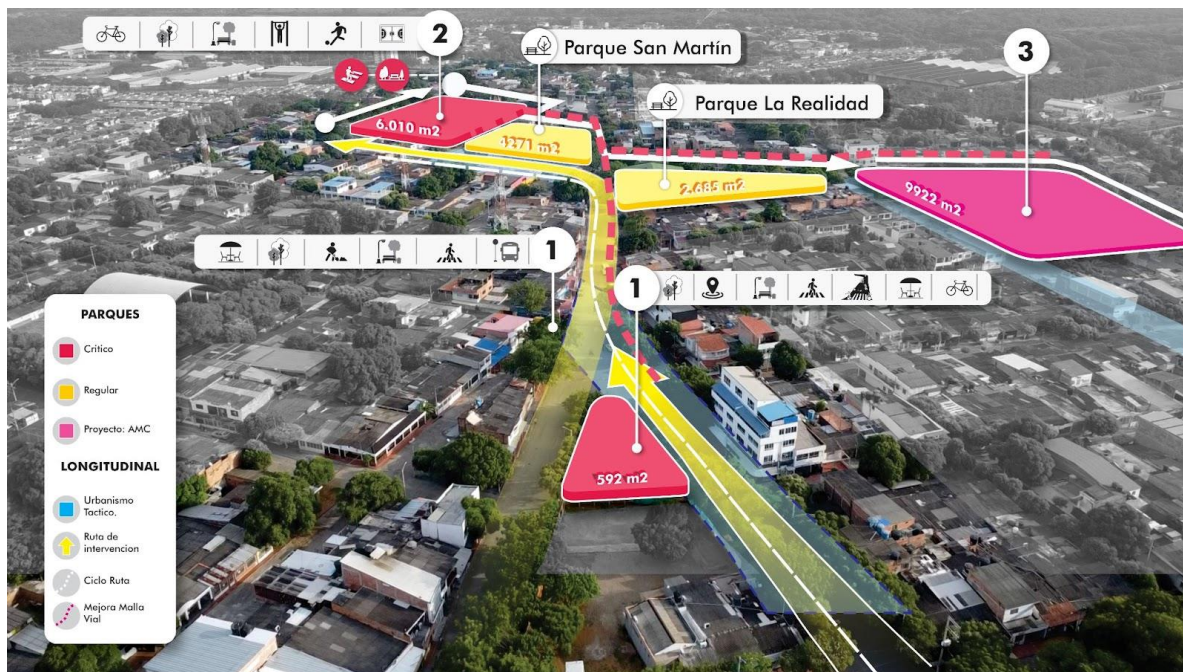 2
Parque San Martín
3
Parque La Realidad
6.010 m2
4271 m2
2.685 m2
9922 m2
1
1
592 m2
PARQUES
Critico
Regular
Proyecto: AMC
LONGITUDINAL
Urbanismo
Tactico.
Ruta de
intervencion
Ciclo Ruta
Mejora Malla
Vial